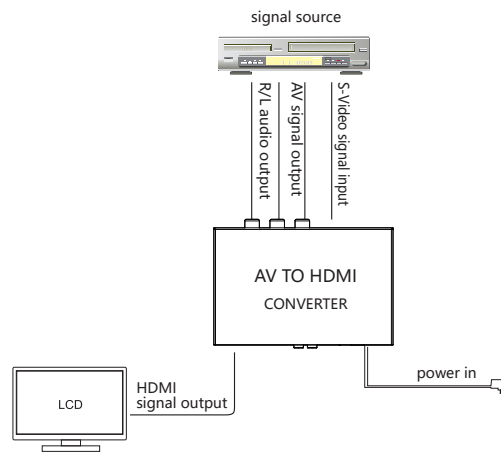 signal source
R/L audio output
AV signal output
S-Video signal input
AV TO HDMI
CONVERTER
power in
HDMI
signal output
LCD